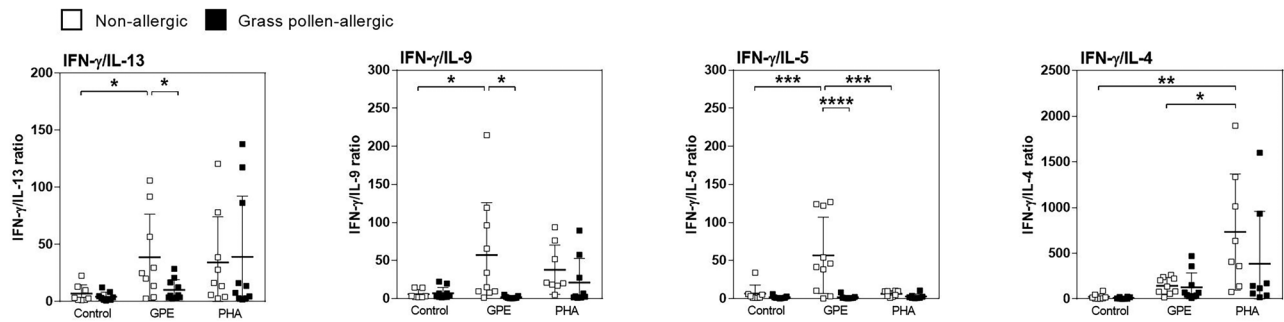 Non-allergic Grass pollen-allergic
IFN-γ/IL-13
IFN-γ/IL-13 ratio
200
150
100
50
0
* *
Control GPE PHA
IFN-γ/IL-9
IFN-γ/IL-9 ratio
300
250
200
150
100
50
0
* *
Control GPE PHA
IFN-γ/IL-5
IFN-γ/IL-5 ratio
300
250
200
150
100
50
0
*** ***
****
Control GPE PHA
IFN-γ/IL-4
IFN-γ/IL-4 ratio
2500
2000
1500
1000
500
0
**
*
Control GPE PHA